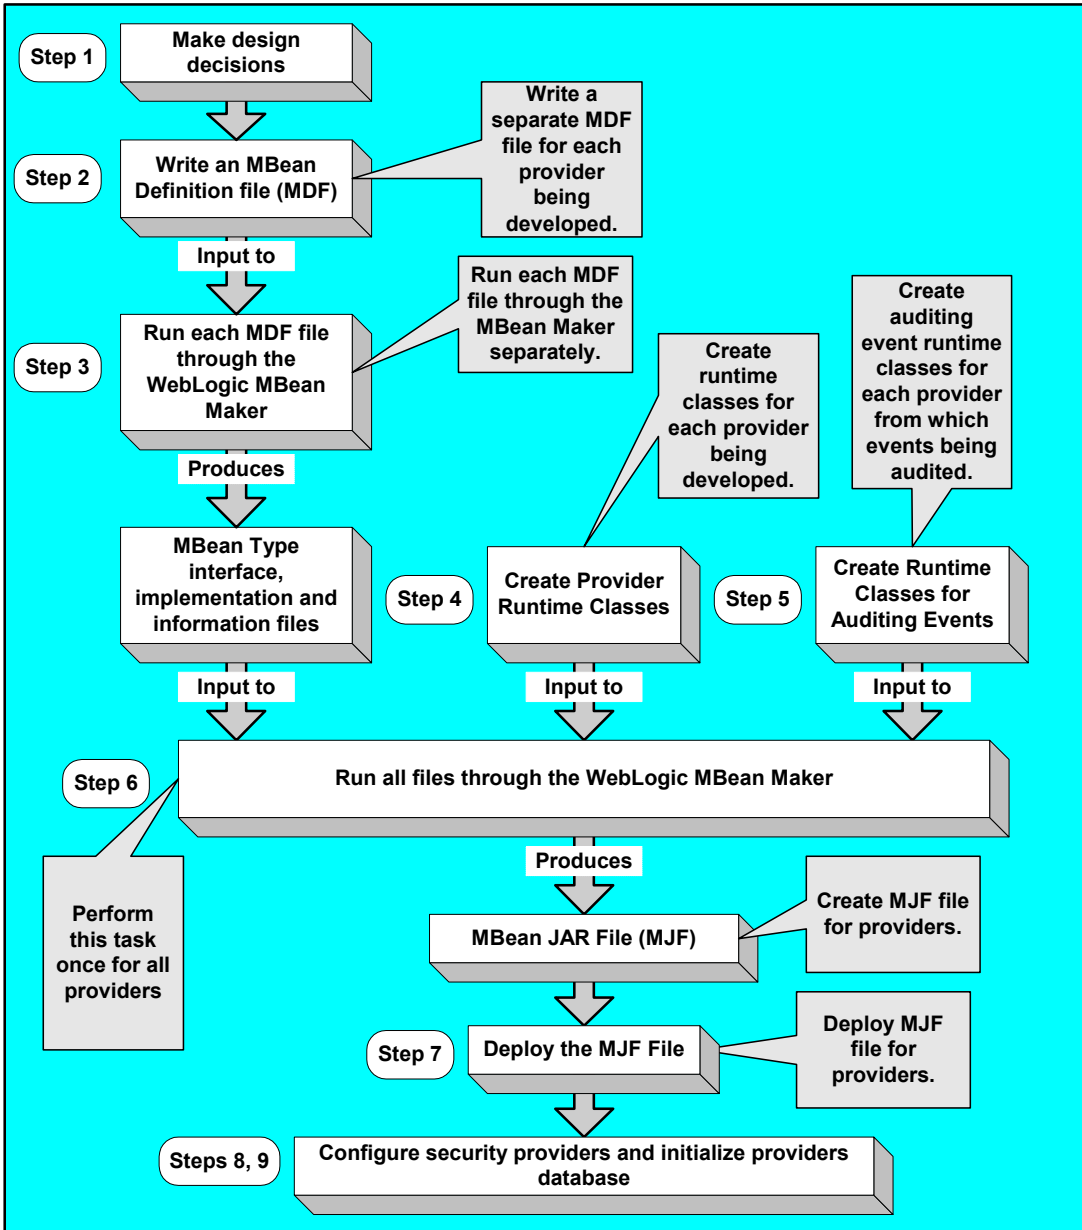 Step 1
Make design
decisions
Write a
separate MDF
file for each
provider
being
developed.
Step 2
Write an MBean
Definition file (MDF)
Input to
Run each MDF
file through the
MBean Maker
separately.
Step 3
Run each MDF file
through the
WebLogic MBean
Maker
Create
runtime
classes for
each provider
being
developed.
Create
auditing
event runtime
classes for
each provider
from which
events being
audited.
Produces
MBean Type
interface,
implementation and
information files
Step 4
Create Provider
Runtime Classes
Step 5
Create Runtime
Classes for
Auditing Events
Input to
Input to
Input to
Step 6
Run all files through the WebLogic MBean Maker
Perform
this task
once for all
providers
Produces
MBean JAR File (MJF)
Create MJF file
for providers.
Step 7
Deploy the MJF File
Deploy MJF
file for
providers.
Steps 8, 9
Configure security providers and initialize providers
database